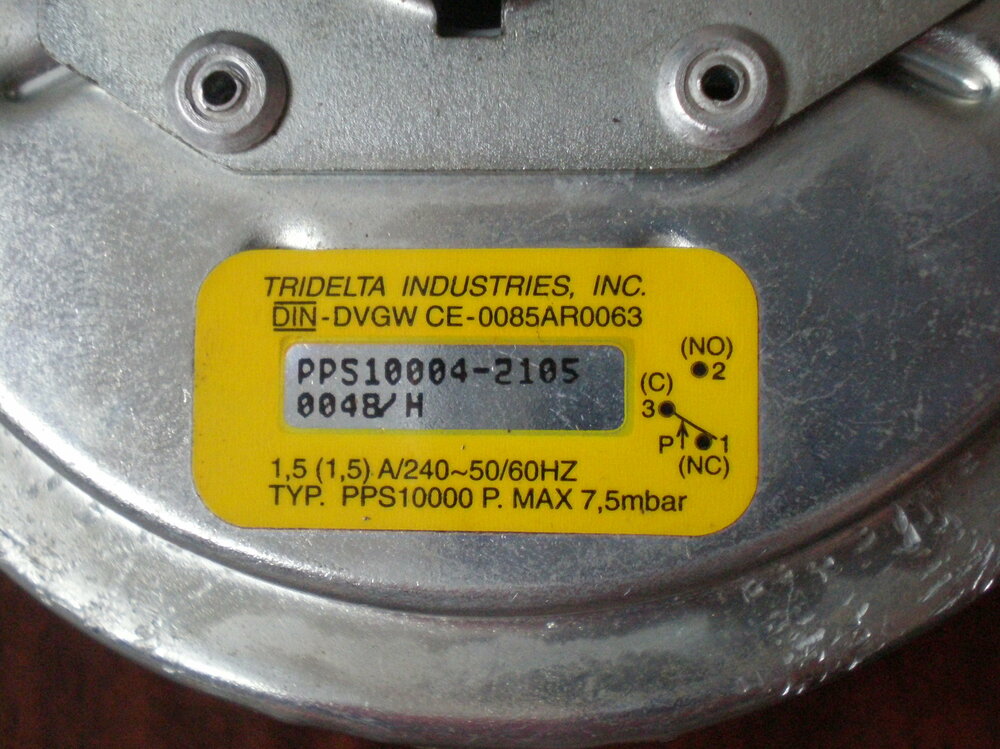 TRIDELTA INDUSTRIES, INC.
DIN-DVGW CE-0085AR0063
PPS10004-2105
0048/H
(NO)
2
(C)
3
P
1
(NC)
1,5 (1,5) A/240~50/60HZ
TYP. PPS10000 P. MAX 7,5mbar